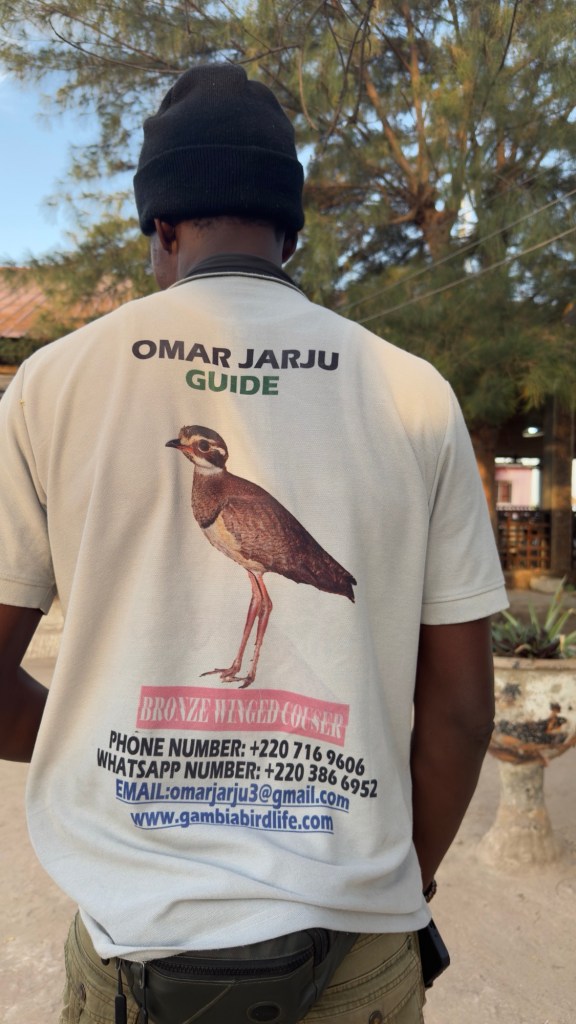 OMAR JARJU
GUIDE
BRONZE WINGED COUSER
PHONE NUMBER: +220 716 9606
WHATSAPP NUMBER: +220 386 6952
EMAIL:omarjarju3@gmail.com
www.gambiabirdlife.com